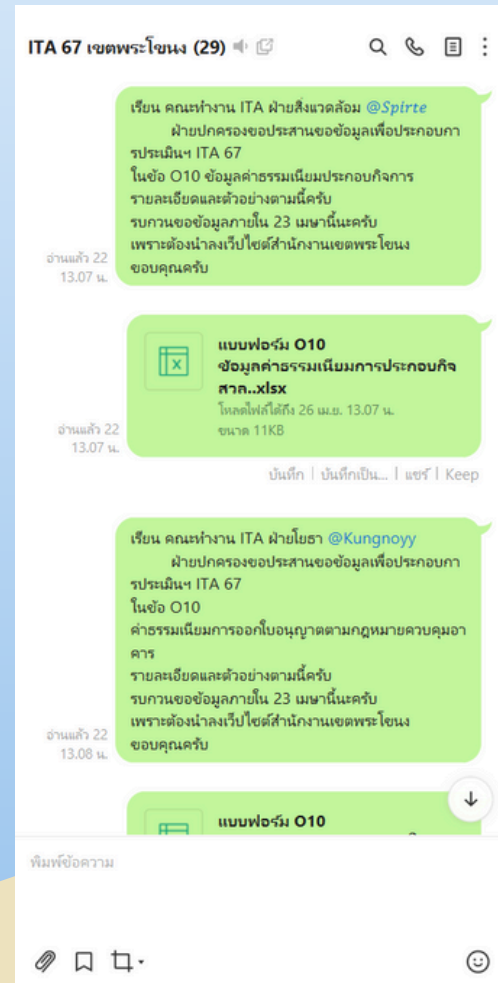 ITA 67 เขตพระโขนง (29)
เรียน คณะทำงาน ITA ฝ่ายสิ่งแวดล้อม @Spirte
ฝ่ายปกครองขอประสานขอข้อมูลเพื่อประกอบกา
รประเมินฯ ITA 67
ในข้อ O10 ข้อมูลค่าธรรมเนียมประกอบกิจการ
รายละเอียดและตัวอย่างตามนี้ครับ
รบกวนขอข้อมูลภายใน 23 เมษานี้นะครับ
เพราะต้องนำลงเว็ปไซต์สำนักงานเขตพระโขนง
ขอบคุณครับ
อ่านแล้ว 22
13.07 น.
แบบฟอร์ม O10
ข้อมูลค่าธรรมเนียมการประกอบกิจ
สาล..xlsx
โหลดไฟล์ได้ถึง 26 เม.ย. 13.07 น.
ขนาด 11KB
อ่านแล้ว 22
13.07 น.
บันทึก | บันทึกเป็น... | แชร์ | Keep
เรียน คณะทำงาน ITA ฝ่ายโยธา @Kungnoyy
ฝ่ายปกครองขอประสานขอข้อมูลเพื่อประกอบกา
รประเมินฯ ITA 67
ในข้อ O10
ค่าธรรมเนียมการออกใบอนุญาตตามกฎหมายควบคุมอา
คาร
รายละเอียดและตัวอย่างตามนี้ครับ
รบกวนขอข้อมูลภายใน 23 เมษานี้นะครับ
เพราะต้องนำลงเว็ปไซต์สำนักงานเขตพระโขนง
ขอบคุณครับ
อ่านแล้ว 22
13.08 น.
แบบฟอร์ม O10
พิมพ์ข้อความ